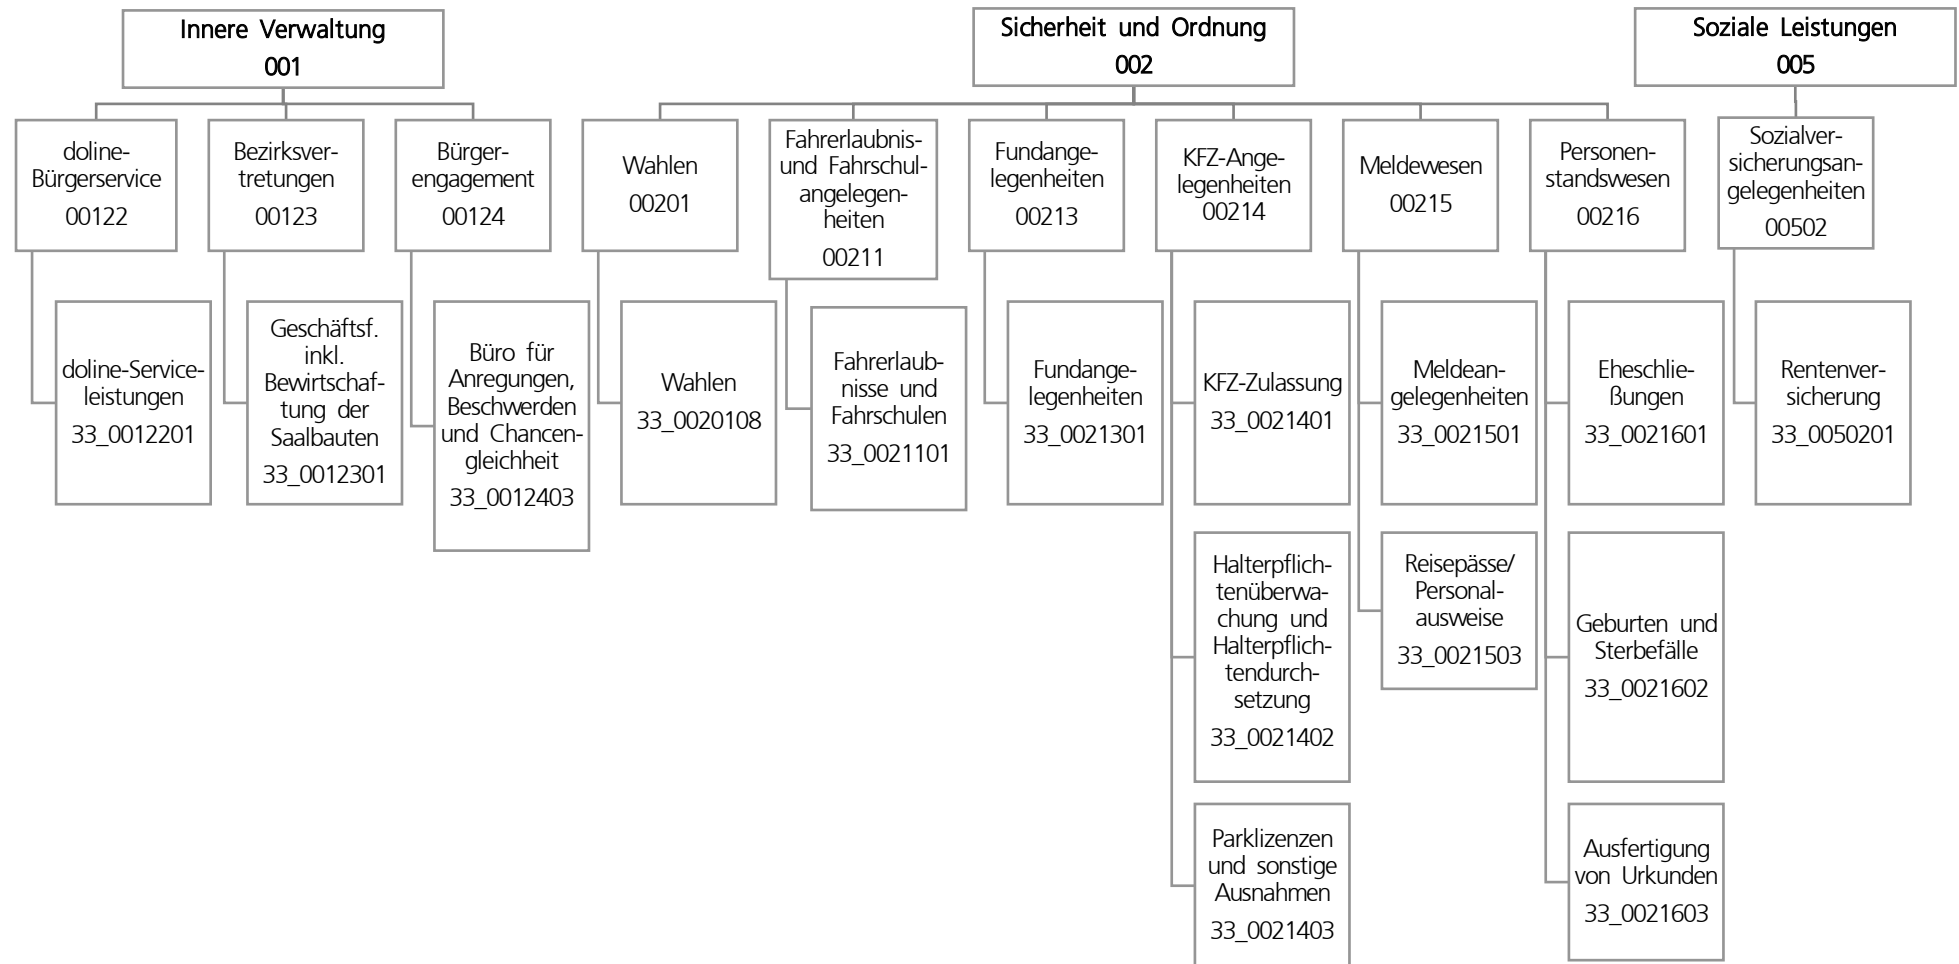 Innere Verwaltung
001
Sicherheit und Ordnung
002
Soziale Leistungen
005
doline-
Bürgerservice
00122
Bezirksver-
tretungen
00123
Bürger-
engagement
00124
Wahlen
00201
Fahrerlaubnis-
und Fahrschul-
angelegen-
heiten
00211
Fundange-
legenheiten
00213
KFZ-Ange-
legenheiten
00214
Meldewesen
00215
Personen-
standswesen
00216
Sozialver-
sicherungsan-
gelegenheiten
00502
doline-Service-
leistungen
33_0012201
Geschäftsf.
inkl.
Bewirtschaf-
tung der
Saalbauten
33_0012301
Büro für
Anregungen,
Beschwerden
und Chancen-
gleichheit
33_0012403
Wahlen
33_0020108
Fahrerlaub-
nisse und
Fahrschulen
33_0021101
Fundange-
legenheiten
33_0021301
KFZ-Zulassung
33_0021401
Meldean-
gelegenheiten
33_0021501
Eheschlie-
ßungen
33_0021601
Rentenver-
sicherung
33_0050201
Halterpflich-
tenüberwa-
chung und
Halterpflich-
tendurch-
setzung
33_0021402
Reisepässe/
Personal-
ausweise
33_0021503
Geburten und
Sterbefälle
33_0021602
Parklizenzen
und sonstige
Ausnahmen
33_0021403
Ausfertigung
von Urkunden
33_0021603